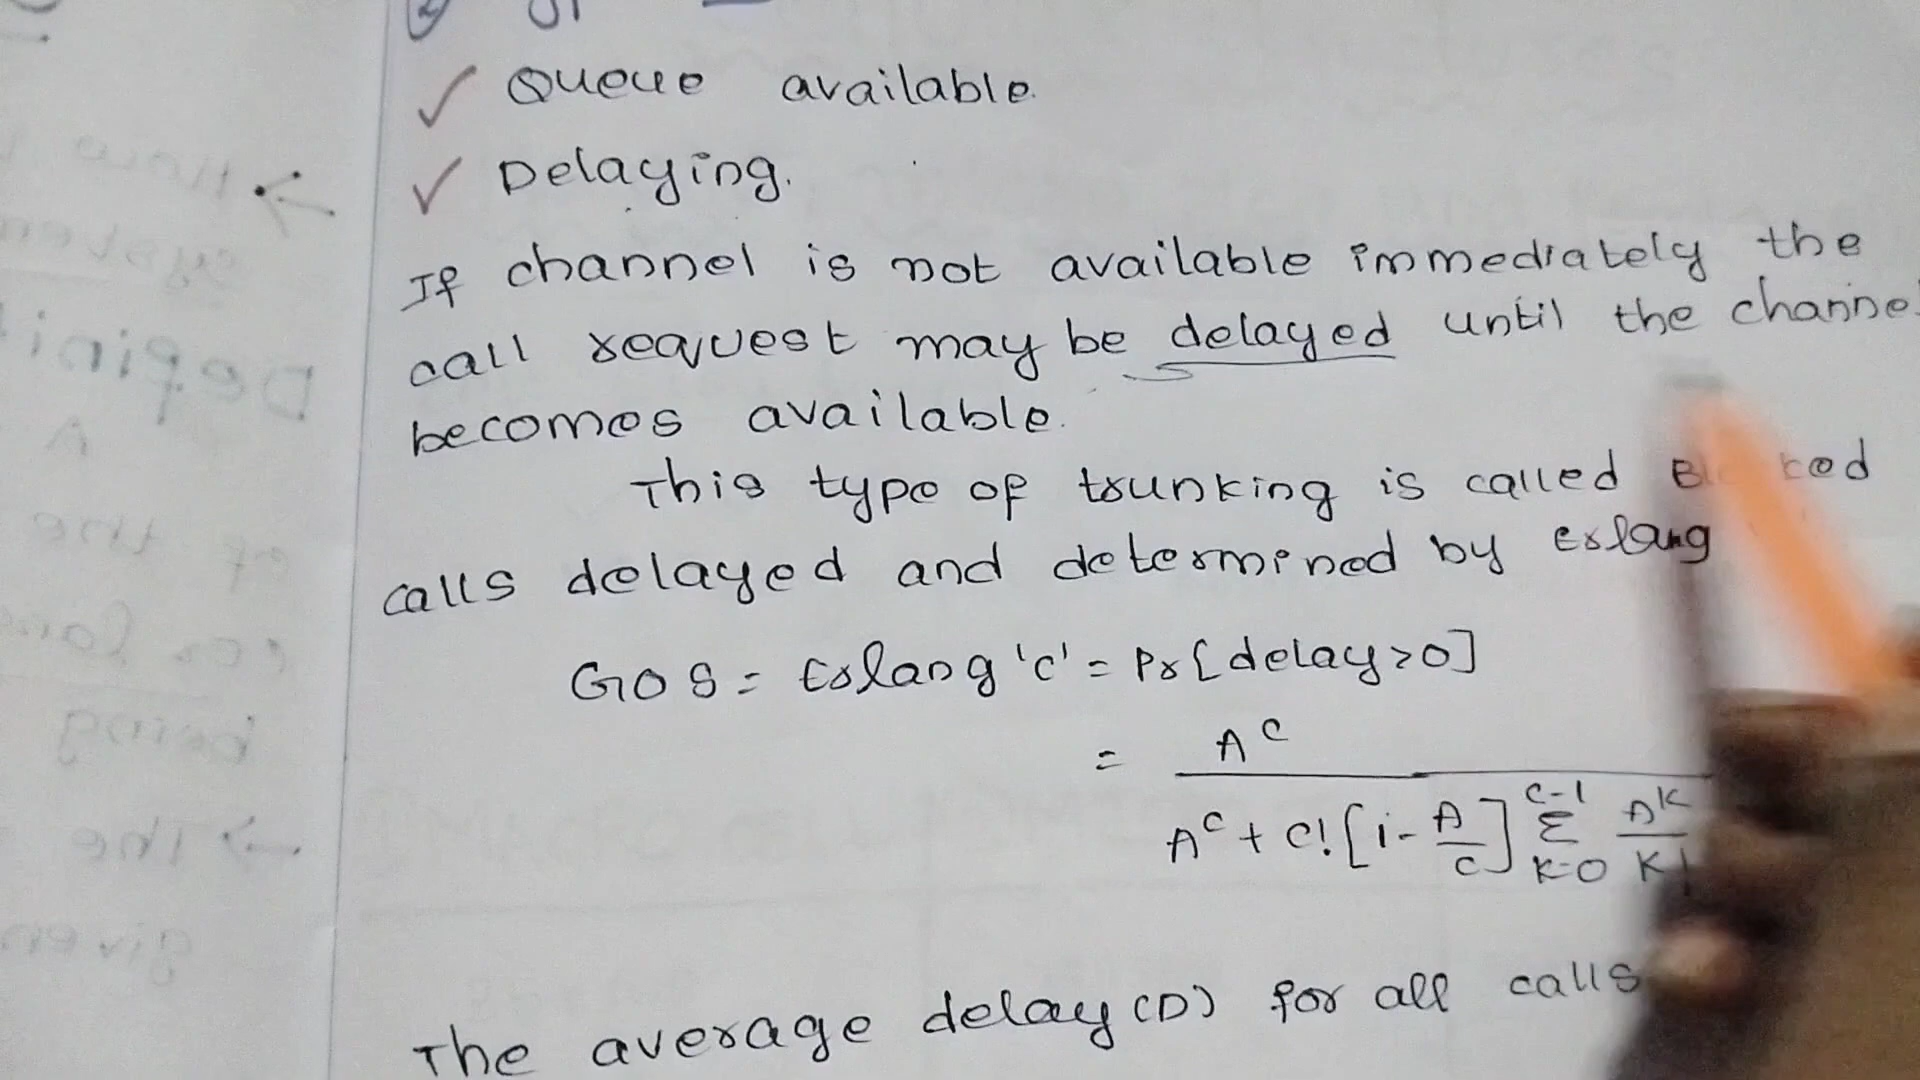 ✓ Queue available.
✓ Delaying.
If channel is not available immediately the
call request may be delayed until the channel
becomes available.
This type of trunking is called
calls delayed and determined by Erlang
GOS = Erlang 'C' = Pr[delay>0]
= A^C / (A^C + C! [1 - A/C] Σ_{K=0}^{C-1} A^K/K!)
The average delay (D) for all calls